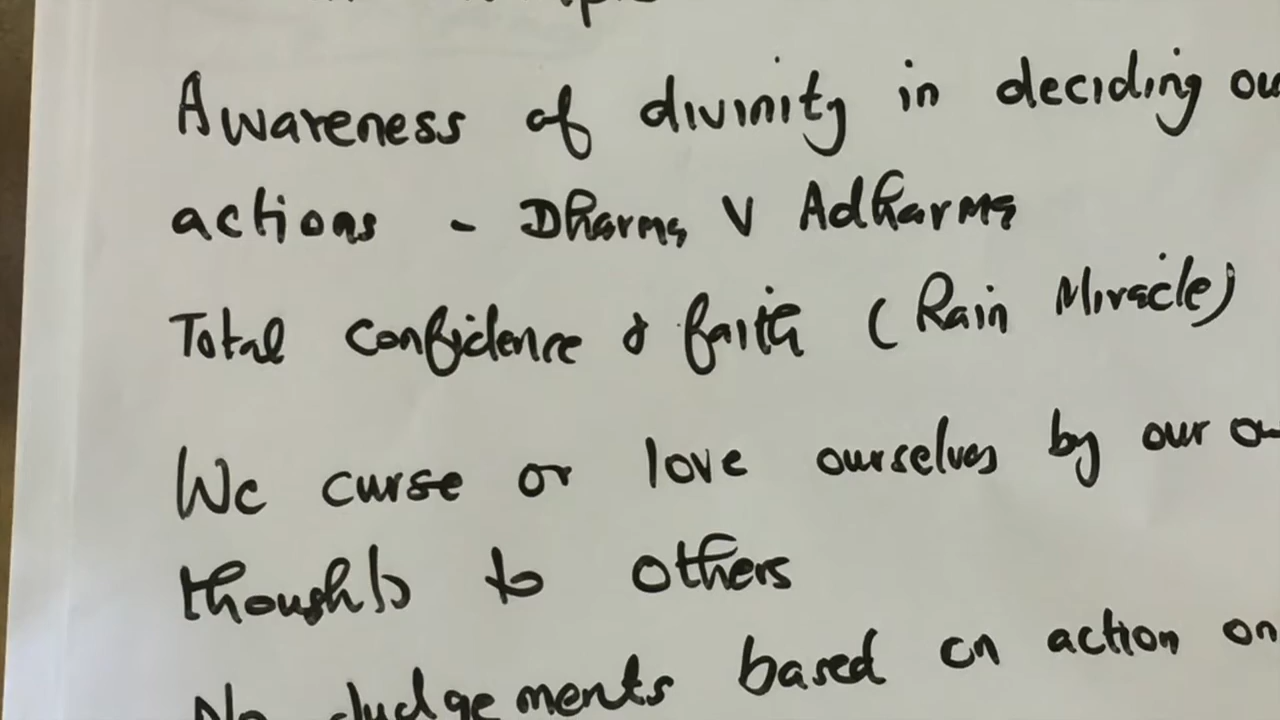 Awareness of divinity in deciding ou
actions - Dharma V Adharma
Total confidence & faith (Rain Miracle)
We curse or love ourselves by our
thoughts to others
No Judgements based on action on